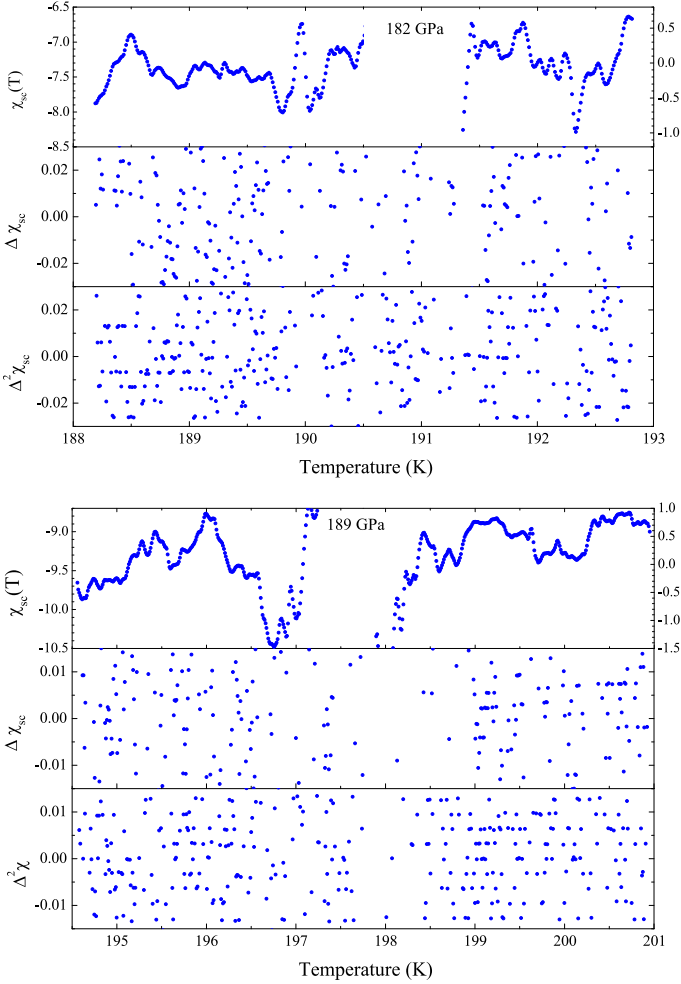 -6.5
182 GPa
0.5
-7.0
χsc(T)
-7.5
0.0
-8.0
-0.5
-8.5
-1.0
0.02
Δ χsc
0.00
-0.02
0.02
Δ²χsc
0.00
-0.02
188 189 190 191 192 193
Temperature (K)
189 GPa
1.0
-9.0
0.5
χsc(T)
-9.5
0.0
-0.5
-10.0
-1.0
-10.5
-1.5
0.01
Δ χsc
0.00
-0.01
0.01
Δ²χ
0.00
-0.01
195 196 197 198 199 200 201
Temperature (K)